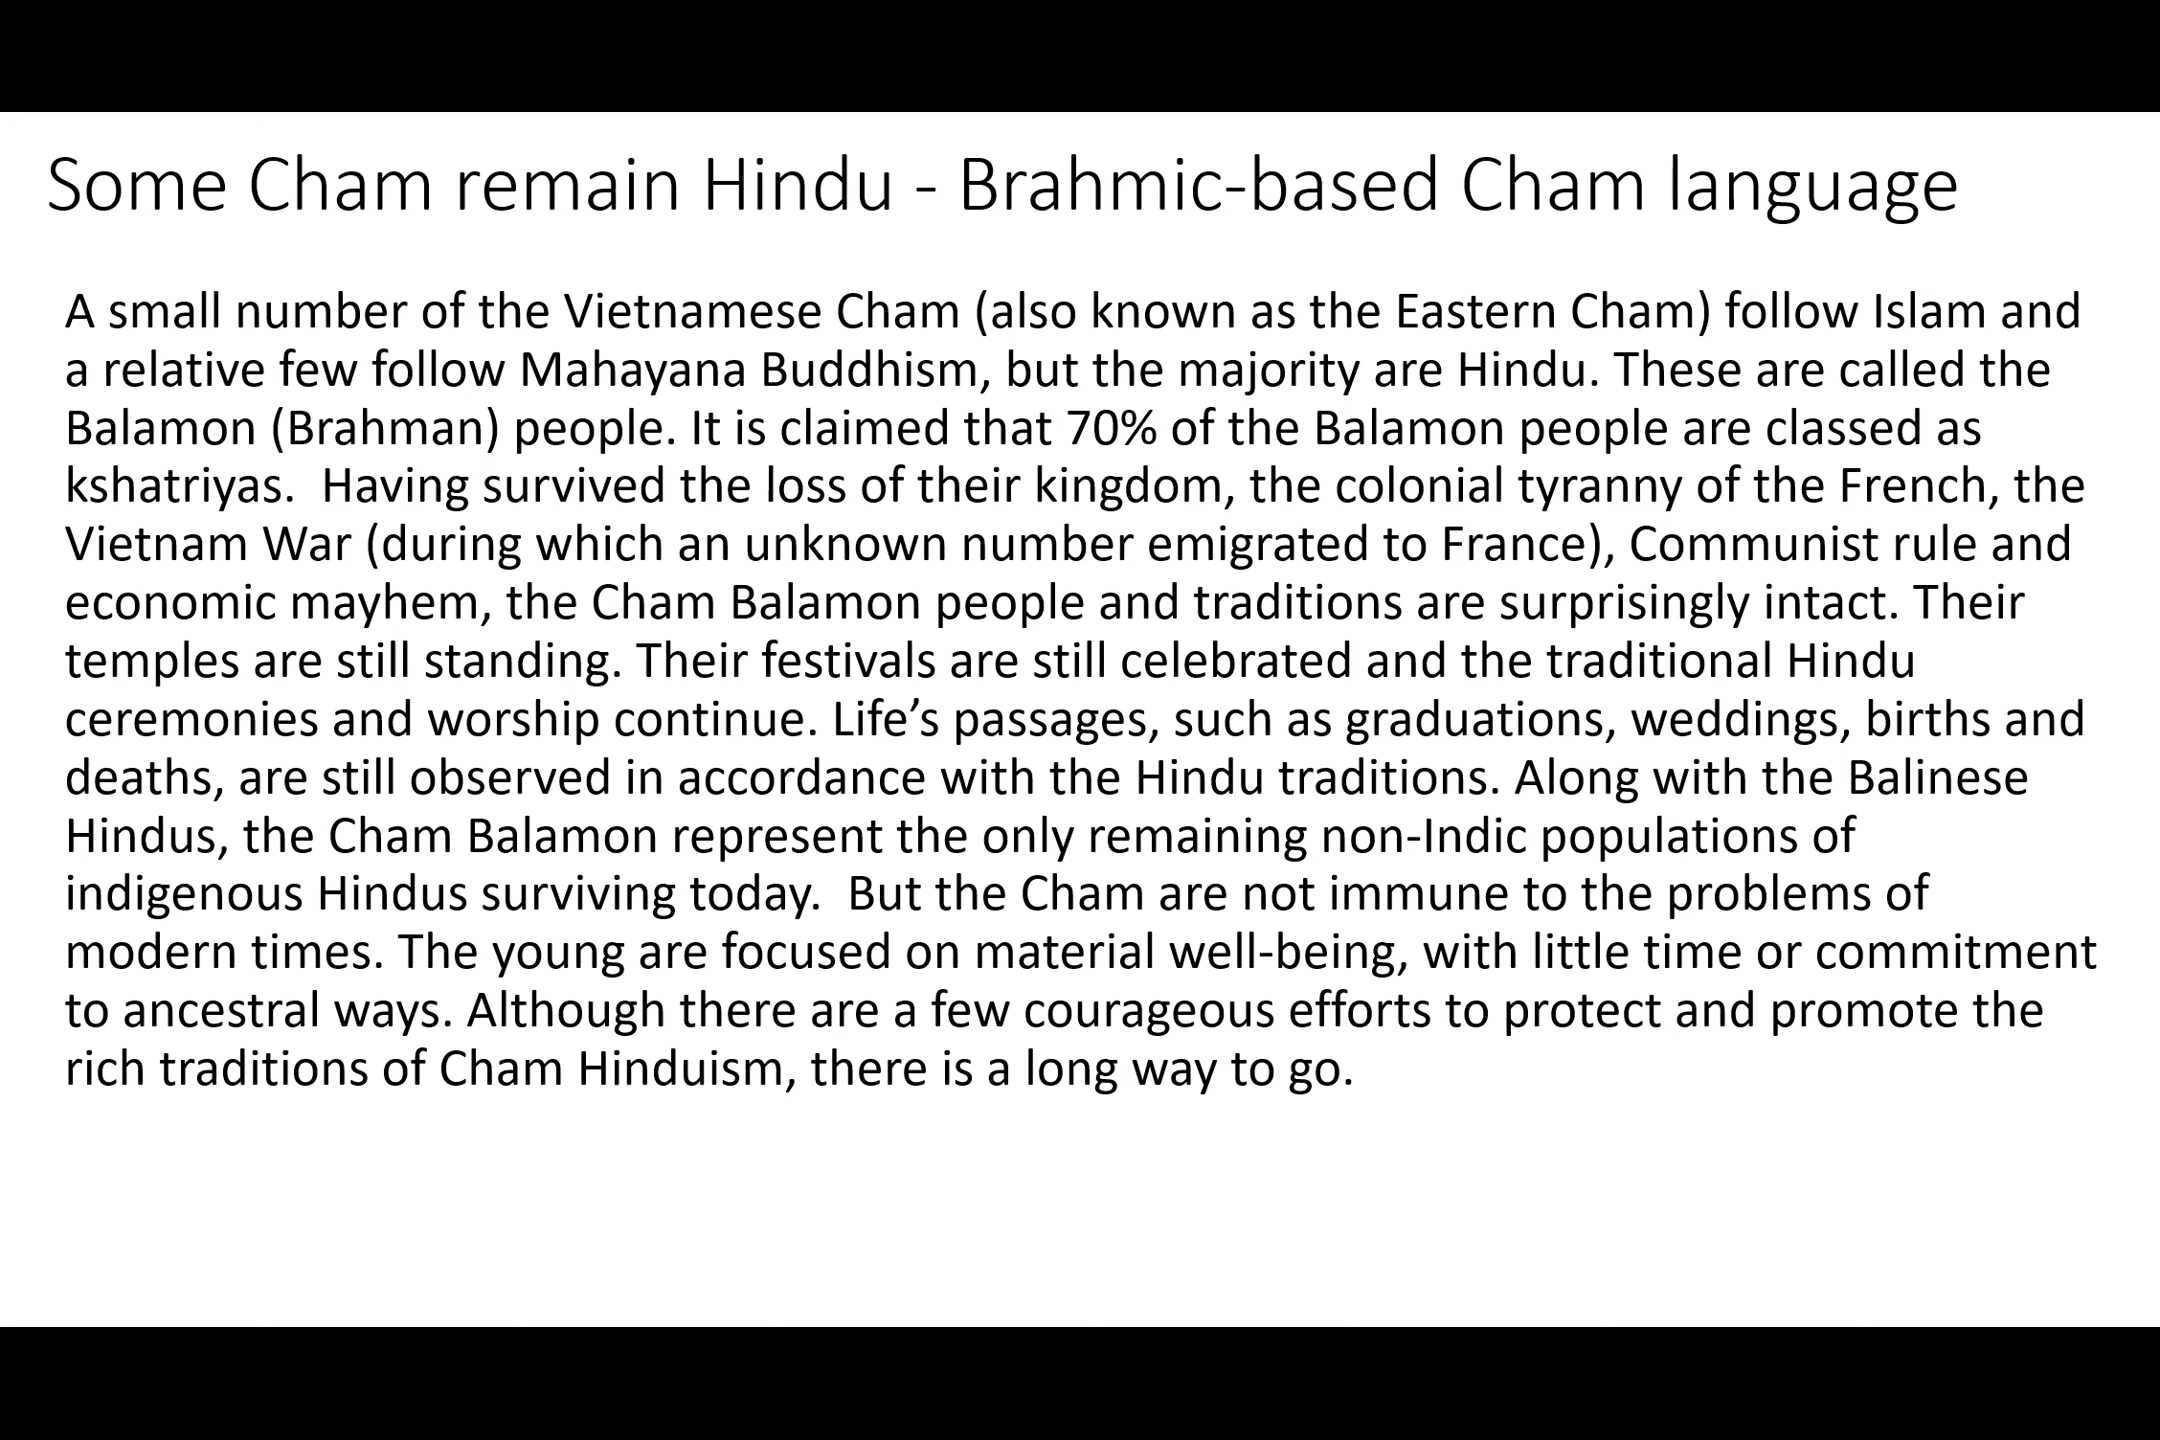 Some Cham remain Hindu - Brahmic-based Cham language
A small number of the Vietnamese Cham (also known as the Eastern Cham) follow Islam and
a relative few follow Mahayana Buddhism, but the majority are Hindu. These are called the
Balamon (Brahman) people. It is claimed that 70% of the Balamon people are classed as
kshatriyas.  Having survived the loss of their kingdom, the colonial tyranny of the French, the
Vietnam War (during which an unknown number emigrated to France), Communist rule and
economic mayhem, the Cham Balamon people and traditions are surprisingly intact. Their
temples are still standing. Their festivals are still celebrated and the traditional Hindu
ceremonies and worship continue. Life’s passages, such as graduations, weddings, births and
deaths, are still observed in accordance with the Hindu traditions. Along with the Balinese
Hindus, the Cham Balamon represent the only remaining non-Indic populations of
indigenous Hindus surviving today.  But the Cham are not immune to the problems of
modern times. The young are focused on material well-being, with little time or commitment
to ancestral ways. Although there are a few courageous efforts to protect and promote the
rich traditions of Cham Hinduism, there is a long way to go.